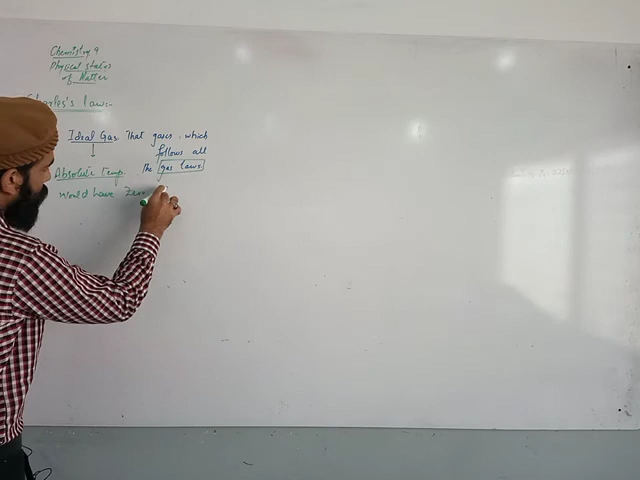 Chemistry 9
Physical states
of Matter
Charles's Laws-
Ideal Gas. That gases which
follows all
the gas laws.
Absolute Temp.
would have Zero